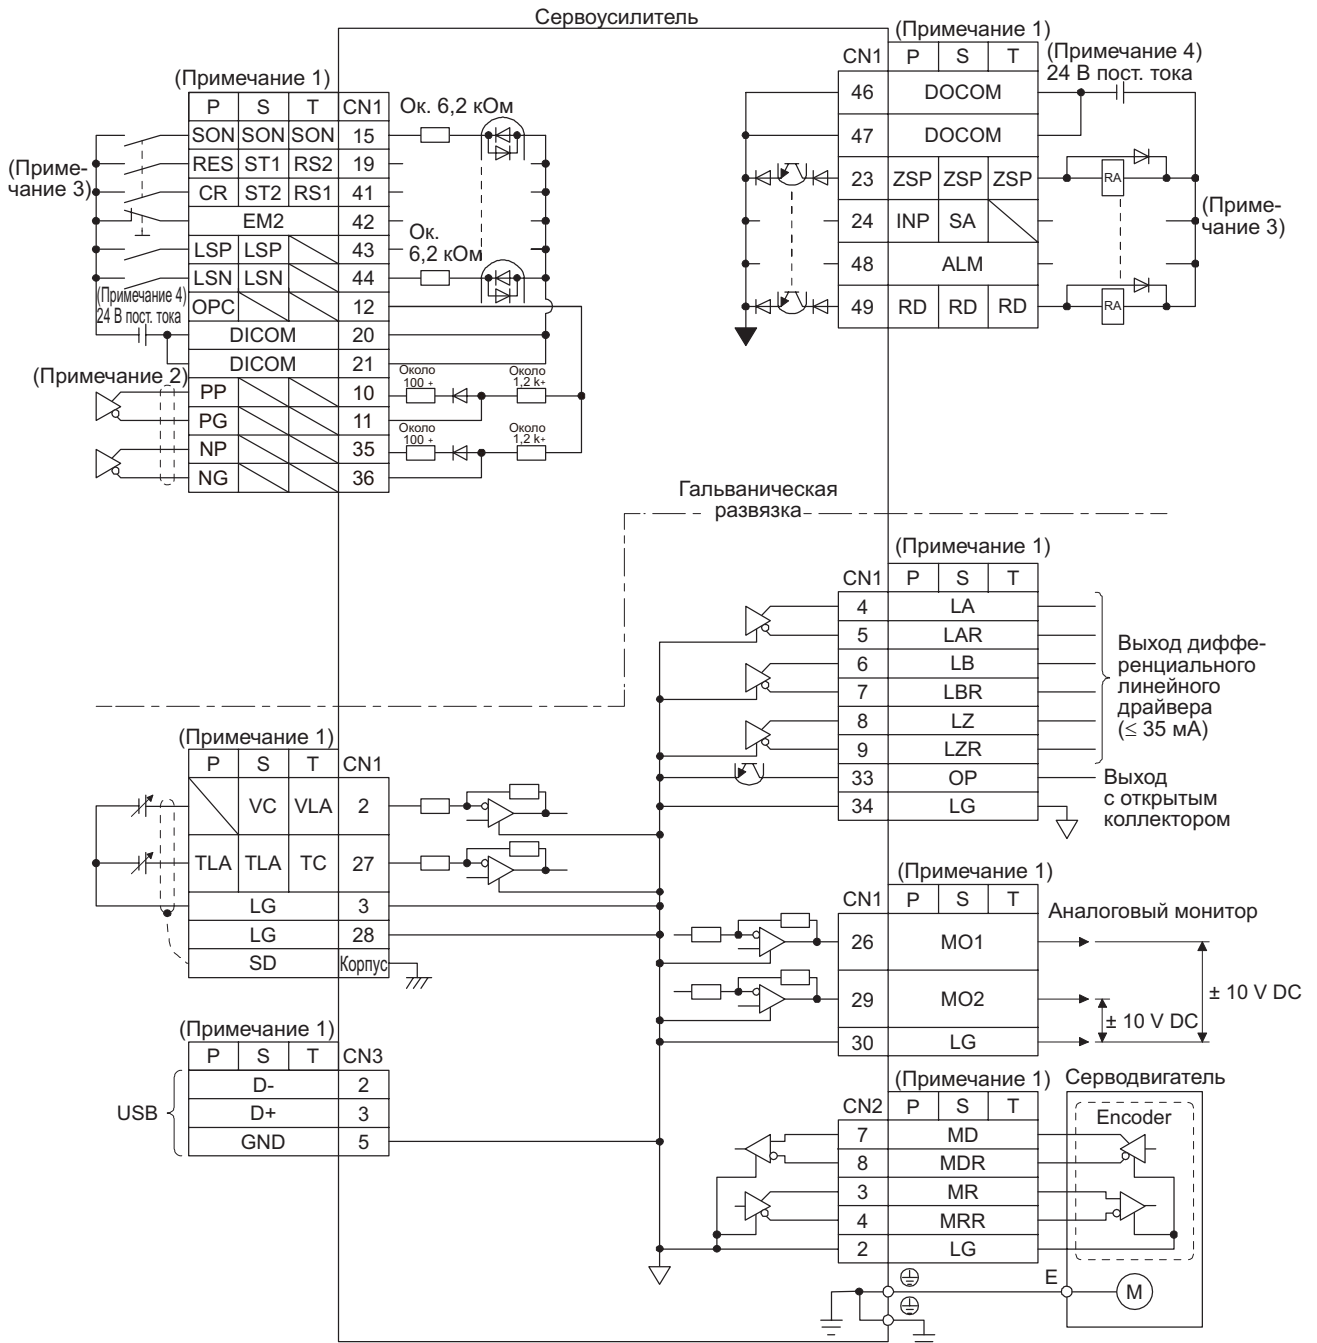 Сервоусилитель
(Примечание 1)
P S T CN1
SON SON SON 15
RES ST1 RS2 19
CR ST2 RS1 41
EM2 42
LSP LSP 43
LSN LSN 44
OPC 12
DICOM 20
DICOM 21
PP 10
PG 11
NP 35
NG 36
(Приме-
чание 3)
(Примечание 4)
24 В пост. тока
(Примечание 2)
Ок. 6,2 кОм
Ок.
6,2 кОм
Около
100 +
Около
1,2 k+
Около
100 +
Около
1,2 k+
(Примечание 1)
CN1 P S T
46 DOCOM
47 DOCOM
23 ZSP ZSP ZSP
24 INP SA
48 ALM
49 RD RD RD
(Примечание 4)
24 В пост. тока
RA
RA
(Приме-
чание 3)
Гальваническая
развязка
(Примечание 1)
CN1 P S T
4 LA
5 LAR
6 LB
7 LBR
8 LZ
9 LZR
33 OP
34 LG
Выход диффе-
ренциального
линейного
драйвера
(≤ 35 мА)
Выход
с открытым
коллектором
(Примечание 1)
P S T CN1
VC VLA 2
TLA TLA TC 27
LG 3
LG 28
SD Корпус
(Примечание 1)
CN1 P S T
26 MO1
29 MO2
30 LG
Аналоговый монитор
± 10 V DC
± 10 V DC
(Примечание 1)
P S T CN3
D- 2
D+ 3
GND 5
USB
(Примечание 1)
CN2 P S T
7 MD
8 MDR
3 MR
4 MRR
2 LG
Серводвигатель
Encoder
E
M